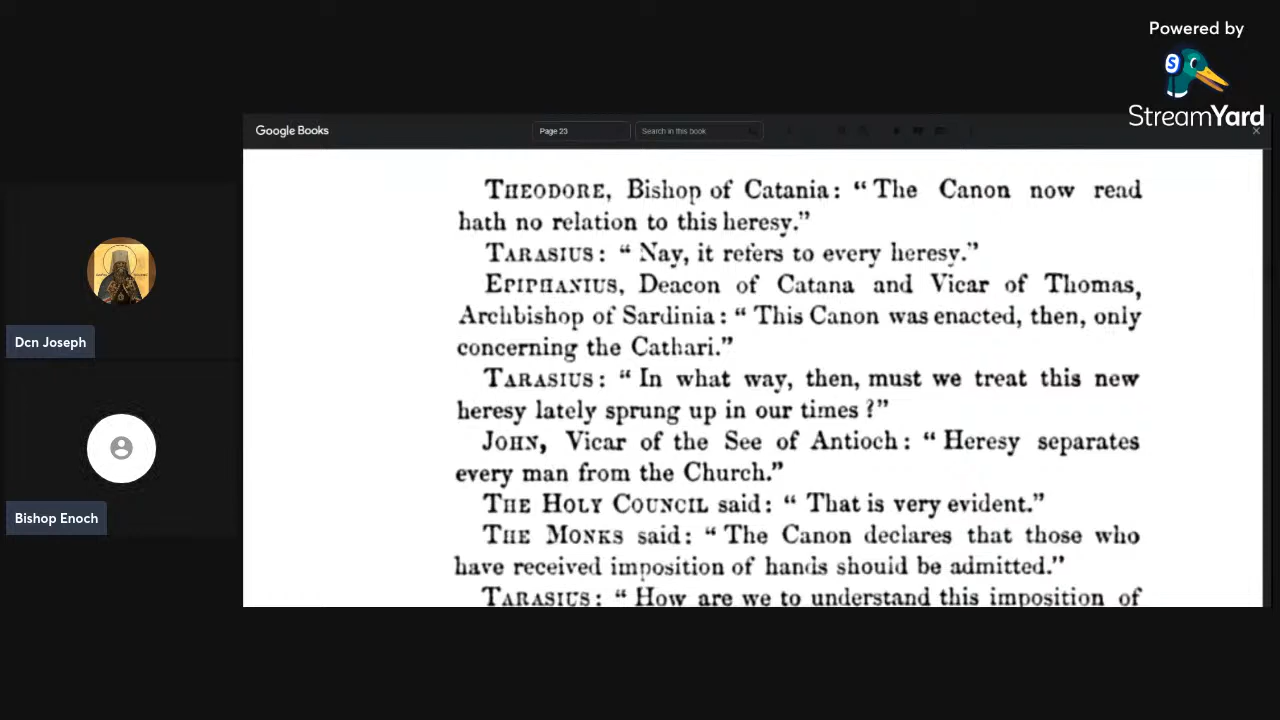 Powered by
StreamYard
Google Books
Page 23
Search in this book
THEODORE, Bishop of Catania: “The Canon now read
hath no relation to this heresy.”
TARASIUS: “Nay, it refers to every heresy.”
EPIPHANIUS, Deacon of Catana and Vicar of Thomas,
Archbishop of Sardinia: “This Canon was enacted, then, only
concerning the Cathari.”
TARASIUS: “In what way, then, must we treat this new
heresy lately sprung up in our times?”
JOHN, Vicar of the See of Antioch: “Heresy separates
every man from the Church.”
THE HOLY COUNCIL said: “That is very evident.”
THE MONKS said: “The Canon declares that those who
have received imposition of hands should be admitted.”
TARASIUS: “How are we to understand this imposition of
Dcn Joseph
Bishop Enoch